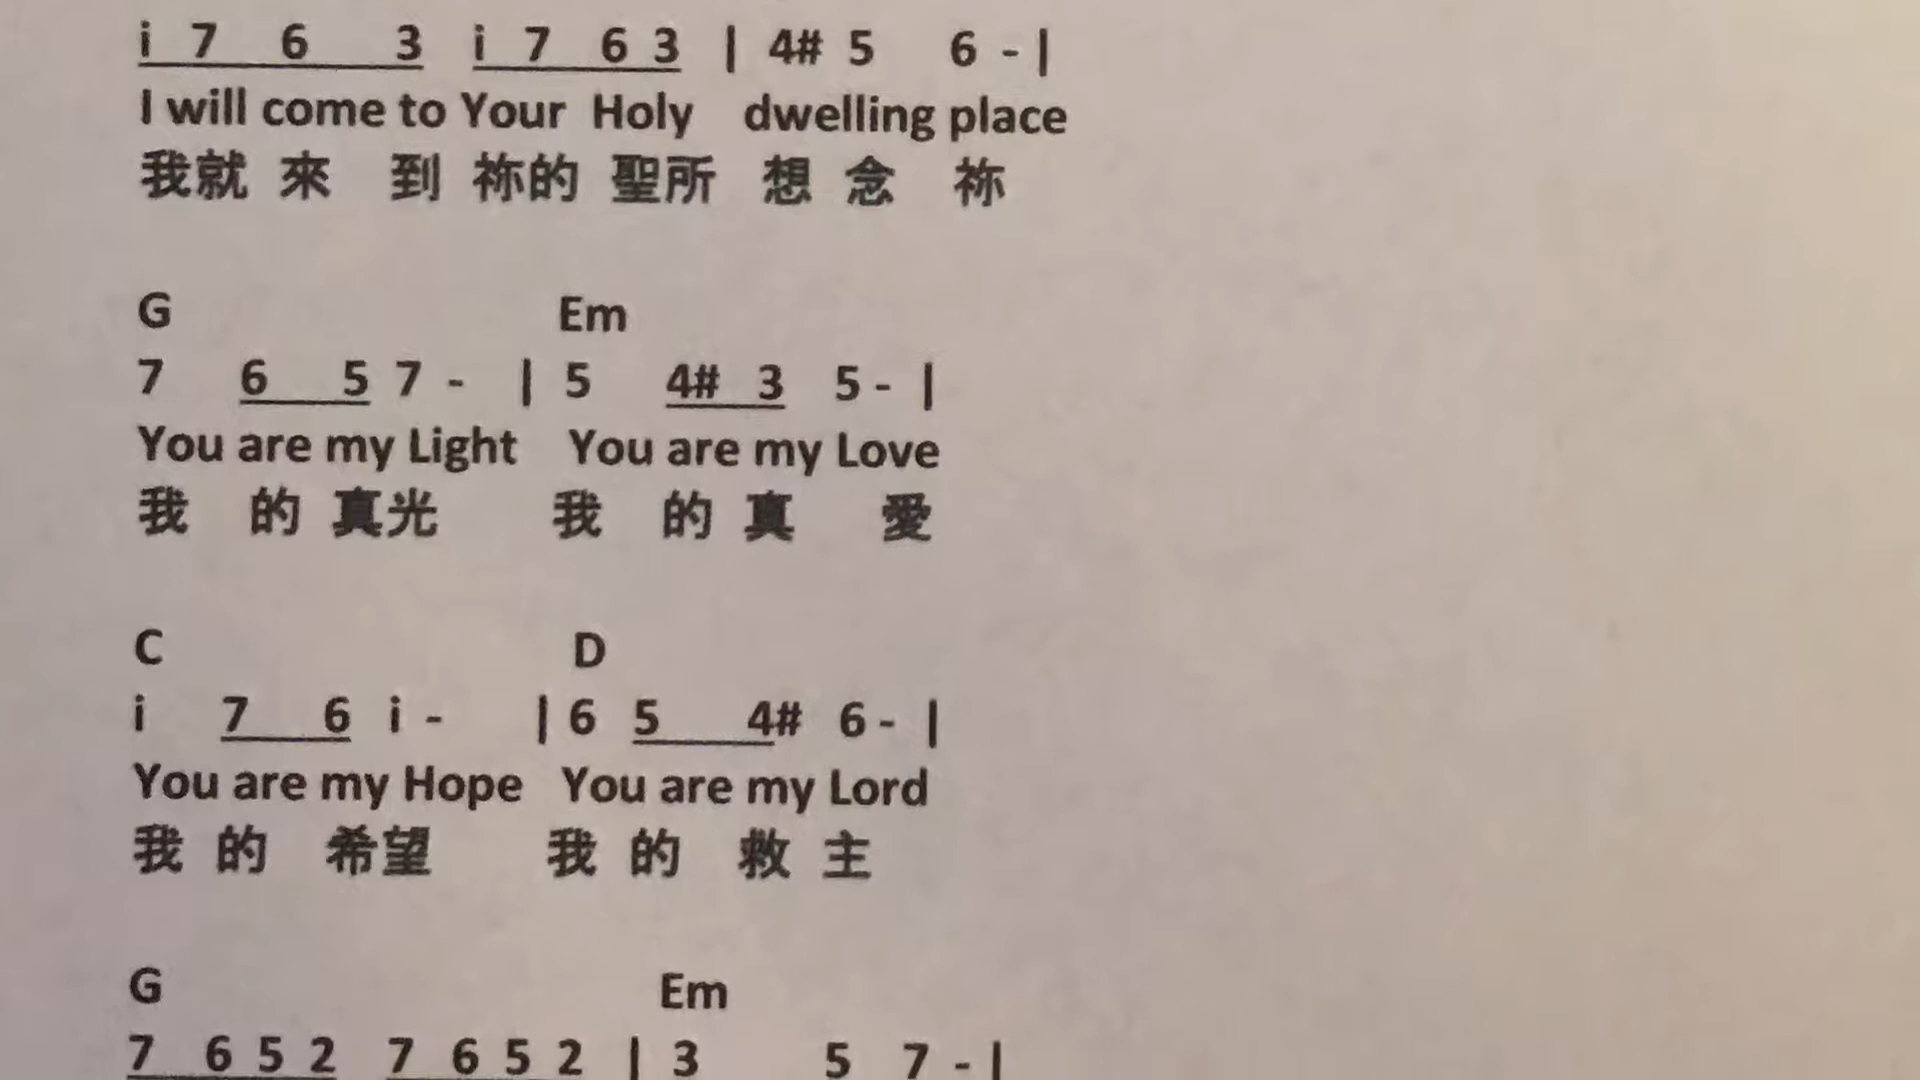 i 7 6 3 i 7 6 3 | 4# 5 6 - |
I will come to Your Holy dwelling place
我就 來 到 祢的 聖所 想 念 祢
G Em
7 6 5 7 - | 5 4# 3 5 - |
You are my Light You are my Love
我 的 真光 我 的 真 愛
C D
i 7 6 i - | 6 5 4# 6 - |
You are my Hope You are my Lord
我 的 希望 我 的 救 主
G Em
7 6 5 2 7 6 5 2 | 3 5 7 - |